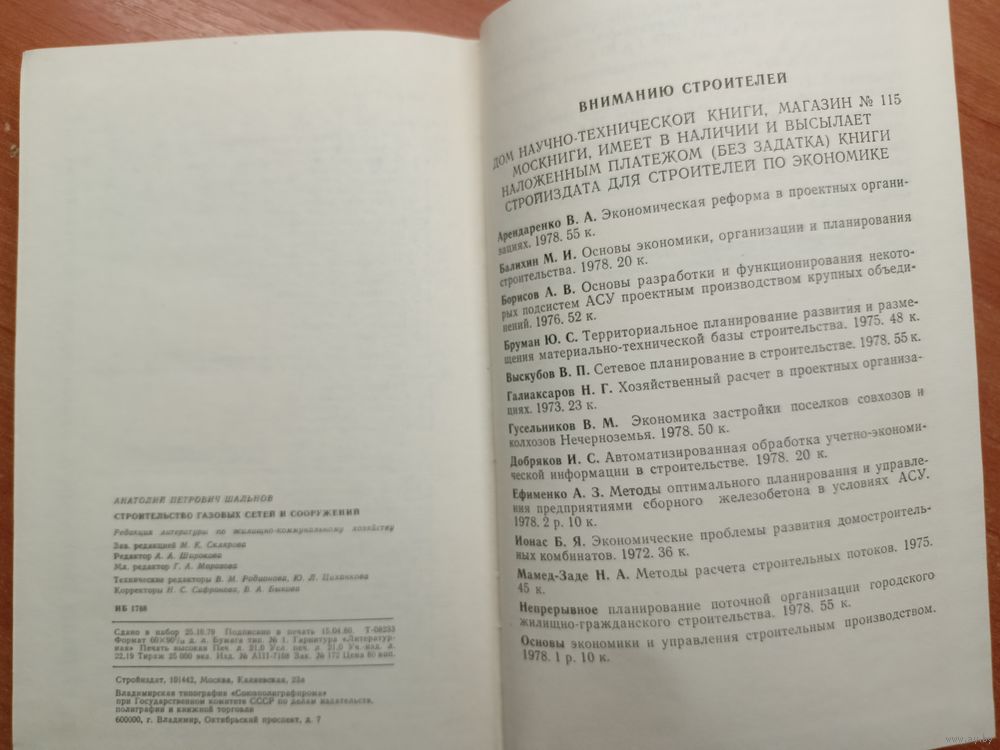 АНАТОЛИЙ ПЕТРОВИЧ ШАЛЬНОВ
СТРОИТЕЛЬСТВО ГАЗОВЫХ СЕТЕЙ И СООРУЖЕНИЙ
Редакция литературы по жилищно-коммунальному хозяйству
Зав. редакцией М. К. Склярова
Редактор А. А. Широкова
Мл. редактор Г. А. Морозова
Технические редакторы В. М. Родионова, Ю. Л. Циханкова
Корректоры Н. С. Сафронова, В. А. Быкова
ИБ 1768
Сдано в набор 25.10.79 Подписано в печать 15.04.80. Т-08233
Формат 60×90¹/₁₆ д. л. Бумага тип. № 1. Гарнитура «Литератур-
ная» Печать высокая Печ. л. 21,0 Усл. печ. л. 21,0 Уч.-изд. л.
22,19 Тираж 25 000 экз. Изд. № AIII-7168 Зак. № 172 Цена 80 коп.
Стройиздат, 101442, Москва, Каляевская, 23а
Владимирская типография «Союзполиграфпрома»
при Государственном комитете СССР по делам издательств,
полиграфии и книжной торговли
600000, г. Владимир, Октябрьский проспект, д. 7
ВНИМАНИЮ СТРОИТЕЛЕЙ
ДОМ НАУЧНО-ТЕХНИЧЕСКОЙ КНИГИ, МАГАЗИН № 115
МОСКНИГИ, ИМЕЕТ В НАЛИЧИИ И ВЫСЫЛАЕТ
НАЛОЖЕННЫМ ПЛАТЕЖОМ (БЕЗ ЗАДАТКА) КНИГИ
СТРОЙИЗДАТА ДЛЯ СТРОИТЕЛЕЙ ПО ЭКОНОМИКЕ
Арендаренко В. А. Экономическая реформа в проектных органи-
зациях. 1978. 55 к.
Балихин М. И. Основы экономики, организации и планирования
строительства. 1978. 20 к.
Борисов А. В. Основы разработки и функционирования некото-
рых подсистем АСУ проектным производством крупных объеди-
нений. 1976. 52 к.
Бруман Ю. С. Территориальное планирование развития и разме-
щения материально-технической базы строительства. 1975. 48 к.
Выскубов В. П. Сетевое планирование в строительстве. 1978. 55 к.
Галиаксаров Н. Г. Хозяйственный расчет в проектных организа-
циях. 1973. 23 к.
Гусельников В. М. Экономика застройки поселков совхозов и
колхозов Нечерноземья. 1978. 50 к.
Добряков И. С. Автоматизированная обработка учетно-экономи-
ческой информации в строительстве. 1978. 20 к.
Ефименко А. З. Методы оптимального планирования и управле-
ния предприятиями сборного железобетона в условиях АСУ.
1978. 2 р. 10 к.
Ионас Б. Я. Экономические проблемы развития домостроитель-
ных комбинатов. 1972. 36 к.
Мамед-Заде Н. А. Методы расчета строительных потоков. 1975.
45 к.
Непрерывное планирование поточной организации городского
жилищно-гражданского строительства. 1978. 55 к.
Основы экономики и управления строительным производством.
1978. 1 р. 10 к.
www.ay.by